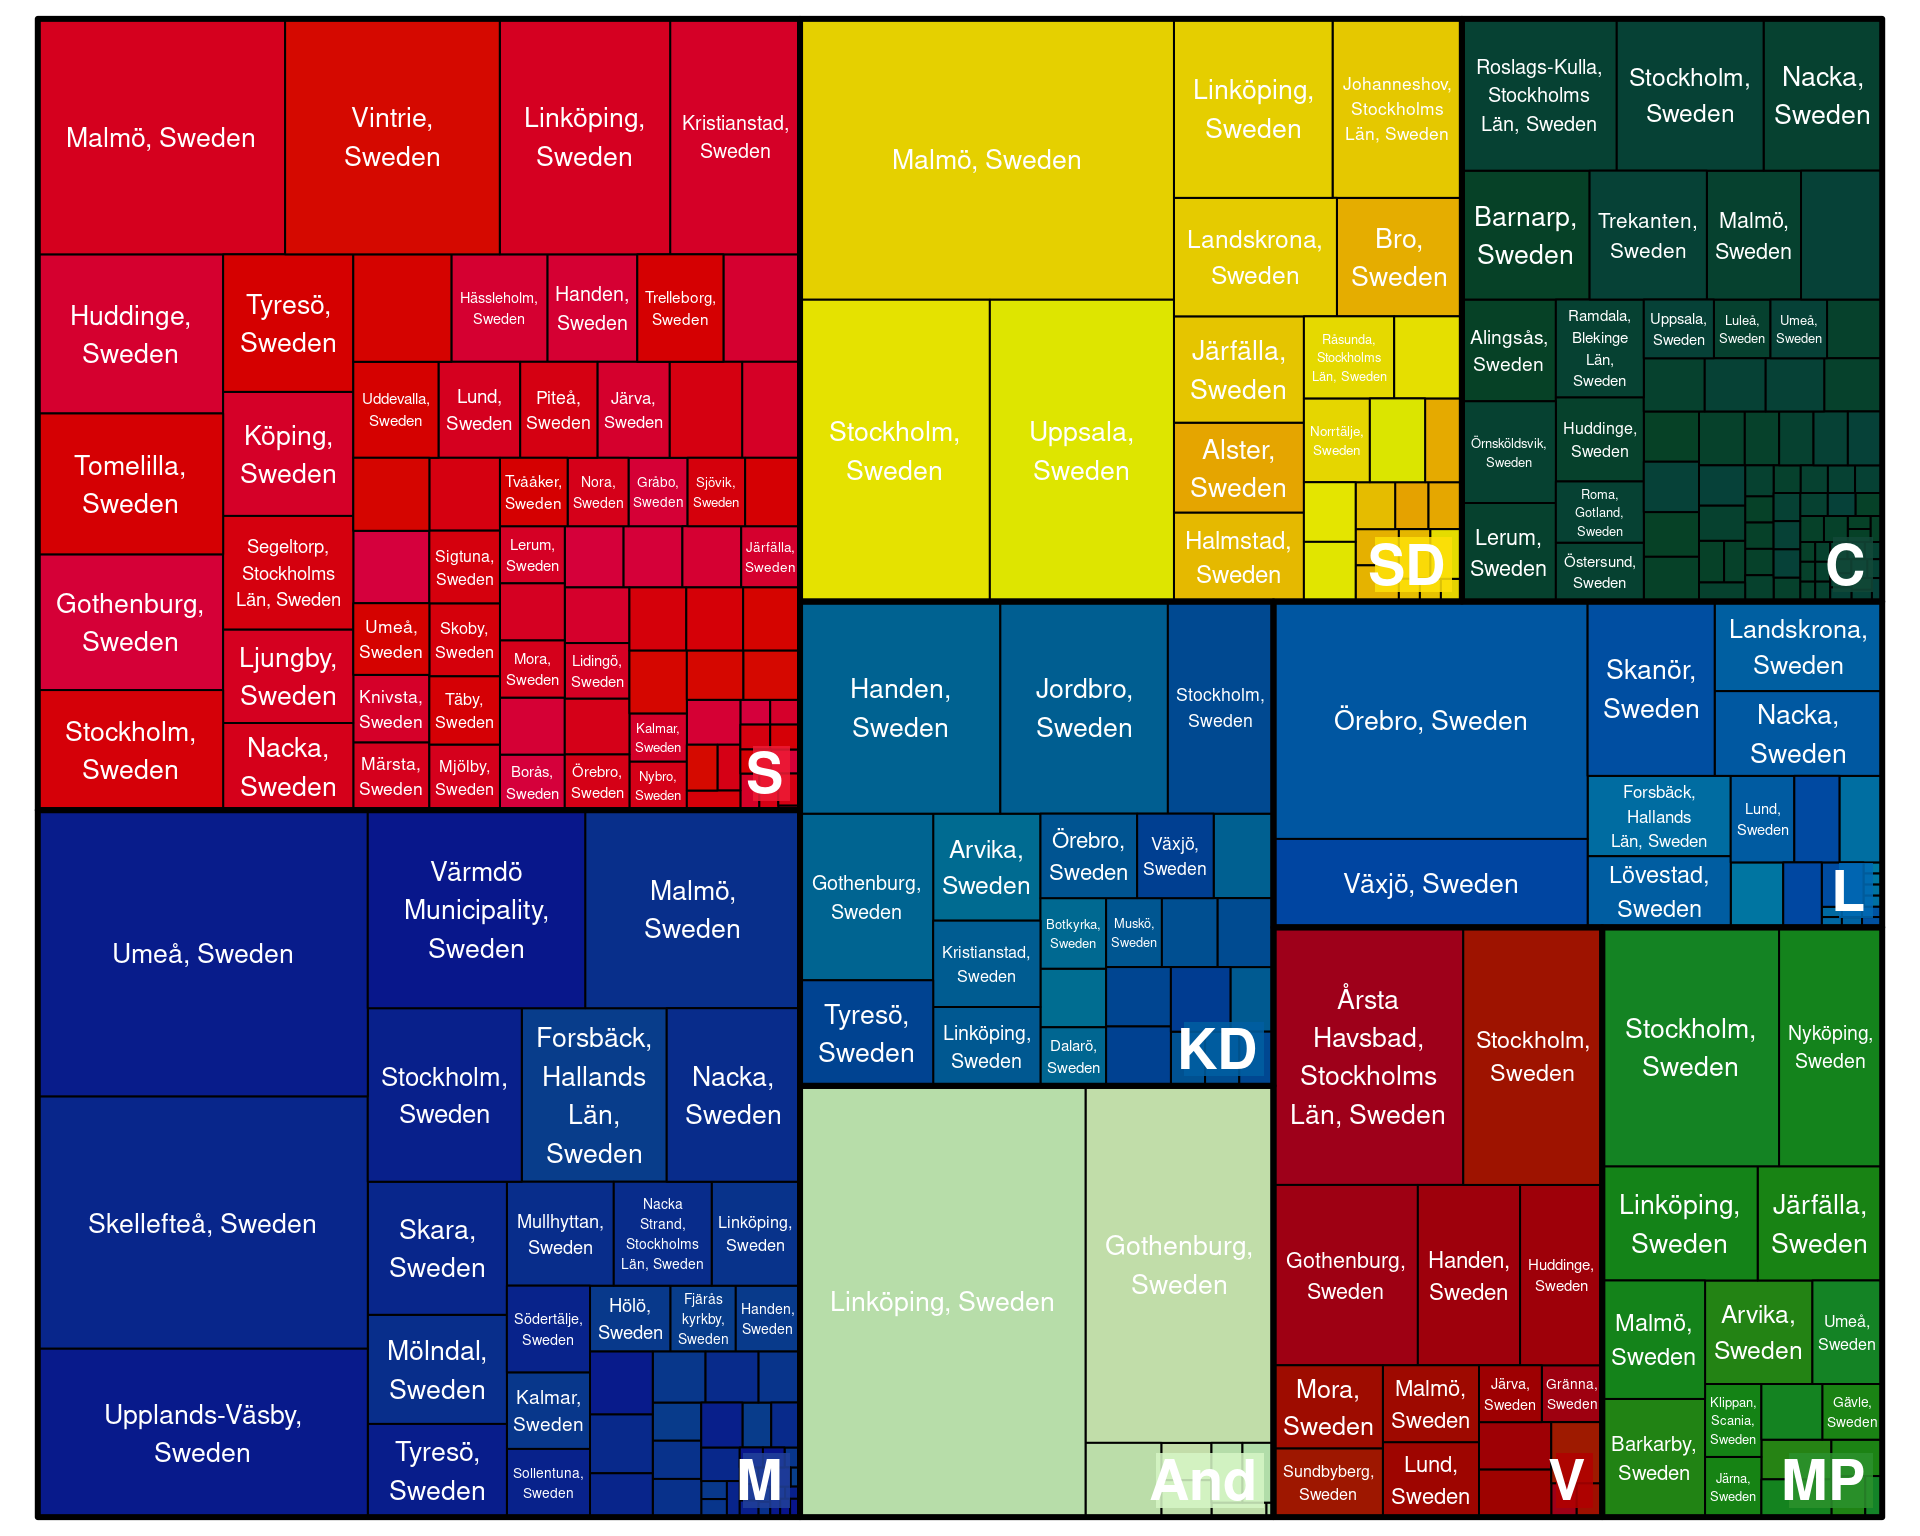 Malmö, Sweden
Vintrie,
Sweden
Linköping,
Sweden
Kristianstad,
Sweden
Huddinge,
Sweden
Tomelilla,
Sweden
Gothenburg,
Sweden
Stockholm,
Sweden
Tyresö,
Sweden
Köping,
Sweden
Segeltorp,
Stockholms
Län, Sweden
Ljungby,
Sweden
Nacka,
Sweden
Hässleholm,
Sweden
Handen,
Sweden
Trelleborg,
Sweden
Uddevalla,
Sweden
Lund,
Sweden
Piteå,
Sweden
Järva,
Sweden
Sigtuna,
Sweden
Umeå,
Sweden
Skoby,
Sweden
Knivsta,
Sweden
Täby,
Sweden
Märsta,
Sweden
Mjölby,
Sweden
Tvååker,
Sweden
Nora,
Sweden
Gråbo,
Sweden
Sjövik,
Sweden
Lerum,
Sweden
Järfälla,
Sweden
Mora,
Sweden
Lidingö,
Sweden
Borås,
Sweden
Örebro,
Sweden
Kalmar,
Sweden
Nybro,
Sweden
S
Malmö, Sweden
Stockholm,
Sweden
Uppsala,
Sweden
Linköping,
Sweden
Johanneshov,
Stockholms
Län, Sweden
Landskrona,
Sweden
Bro,
Sweden
Järfälla,
Sweden
Alster,
Sweden
Halmstad,
Sweden
Råsunda,
Stockholms
Län, Sweden
Norrtälje,
Sweden
SD
Roslags-Kulla,
Stockholms
Län, Sweden
Stockholm,
Sweden
Nacka,
Sweden
Barnarp,
Sweden
Trekanten,
Sweden
Malmö,
Sweden
Alingsås,
Sweden
Örnsköldsvik,
Sweden
Lerum,
Sweden
Ramdala,
Blekinge
Län,
Sweden
Huddinge,
Sweden
Roma,
Gotland,
Sweden
Östersund,
Sweden
Uppsala,
Sweden
Luleå,
Sweden
Umeå,
Sweden
C
Umeå, Sweden
Skellefteå, Sweden
Upplands-Väsby,
Sweden
Värmdö
Municipality,
Sweden
Malmö,
Sweden
Stockholm,
Sweden
Forsbäck,
Hallands
Län,
Sweden
Nacka,
Sweden
Skara,
Sweden
Mölndal,
Sweden
Tyresö,
Sweden
Mullhyttan,
Sweden
Nacka
Strand,
Stockholms
Län, Sweden
Linköping,
Sweden
Södertälje,
Sweden
Kalmar,
Sweden
Sollentuna,
Sweden
Hölö,
Sweden
Fjärås
kyrkby,
Sweden
Handen,
Sweden
M
Handen,
Sweden
Jordbro,
Sweden
Stockholm,
Sweden
Gothenburg,
Sweden
Tyresö,
Sweden
Arvika,
Sweden
Kristianstad,
Sweden
Linköping,
Sweden
Örebro,
Sweden
Växjö,
Sweden
Botkyrka,
Sweden
Muskö,
Sweden
Dalarö,
Sweden
KD
Örebro, Sweden
Växjö, Sweden
Skanör,
Sweden
Landskrona,
Sweden
Nacka,
Sweden
Forsbäck,
Hallands
Län, Sweden
Lövestad,
Sweden
Lund,
Sweden
L
Linköping, Sweden
Gothenburg,
Sweden
And
Årsta
Havsbad,
Stockholms
Län, Sweden
Stockholm,
Sweden
Gothenburg,
Sweden
Handen,
Sweden
Huddinge,
Sweden
Mora,
Sweden
Sundbyberg,
Sweden
Malmö,
Sweden
Lund,
Sweden
Järva,
Sweden
Gränna,
Sweden
V
Stockholm,
Sweden
Nyköping,
Sweden
Linköping,
Sweden
Järfälla,
Sweden
Malmö,
Sweden
Barkarby,
Sweden
Arvika,
Sweden
Umeå,
Sweden
Klippan,
Scania,
Sweden
Järna,
Sweden
Gävle,
Sweden
MP